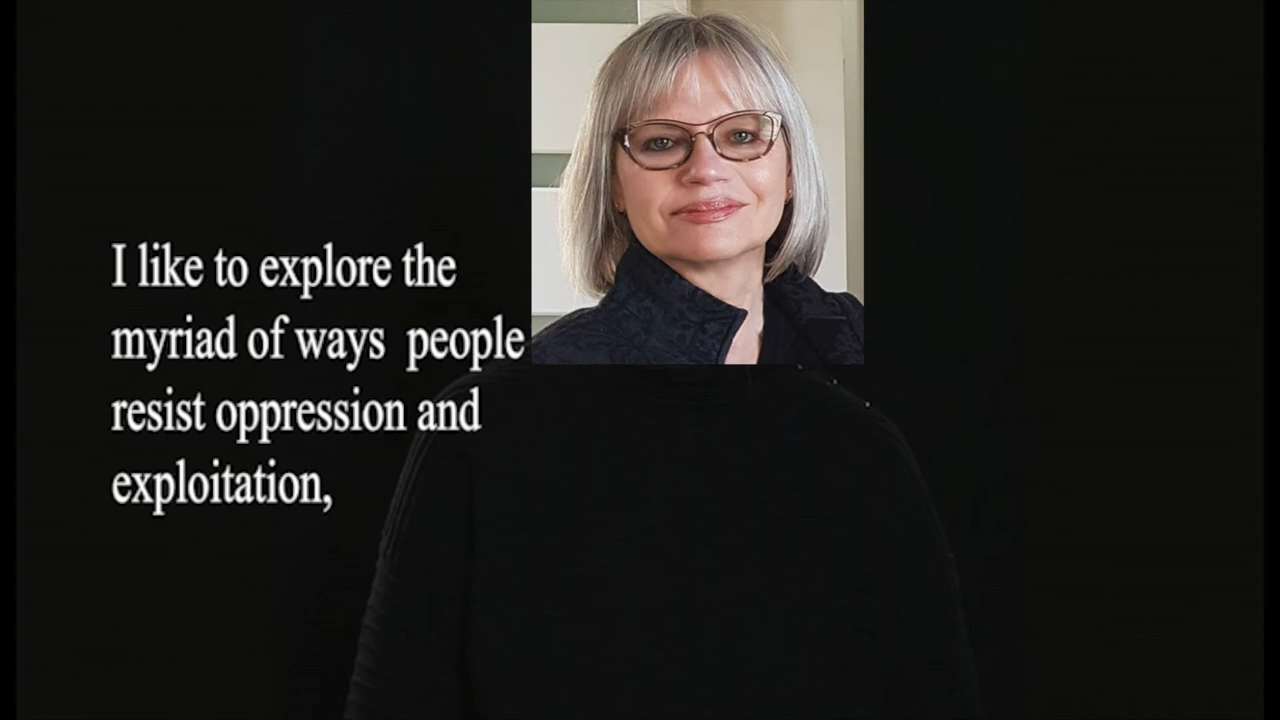 I like to explore the
myriad of ways  people
resist oppression and
exploitation,